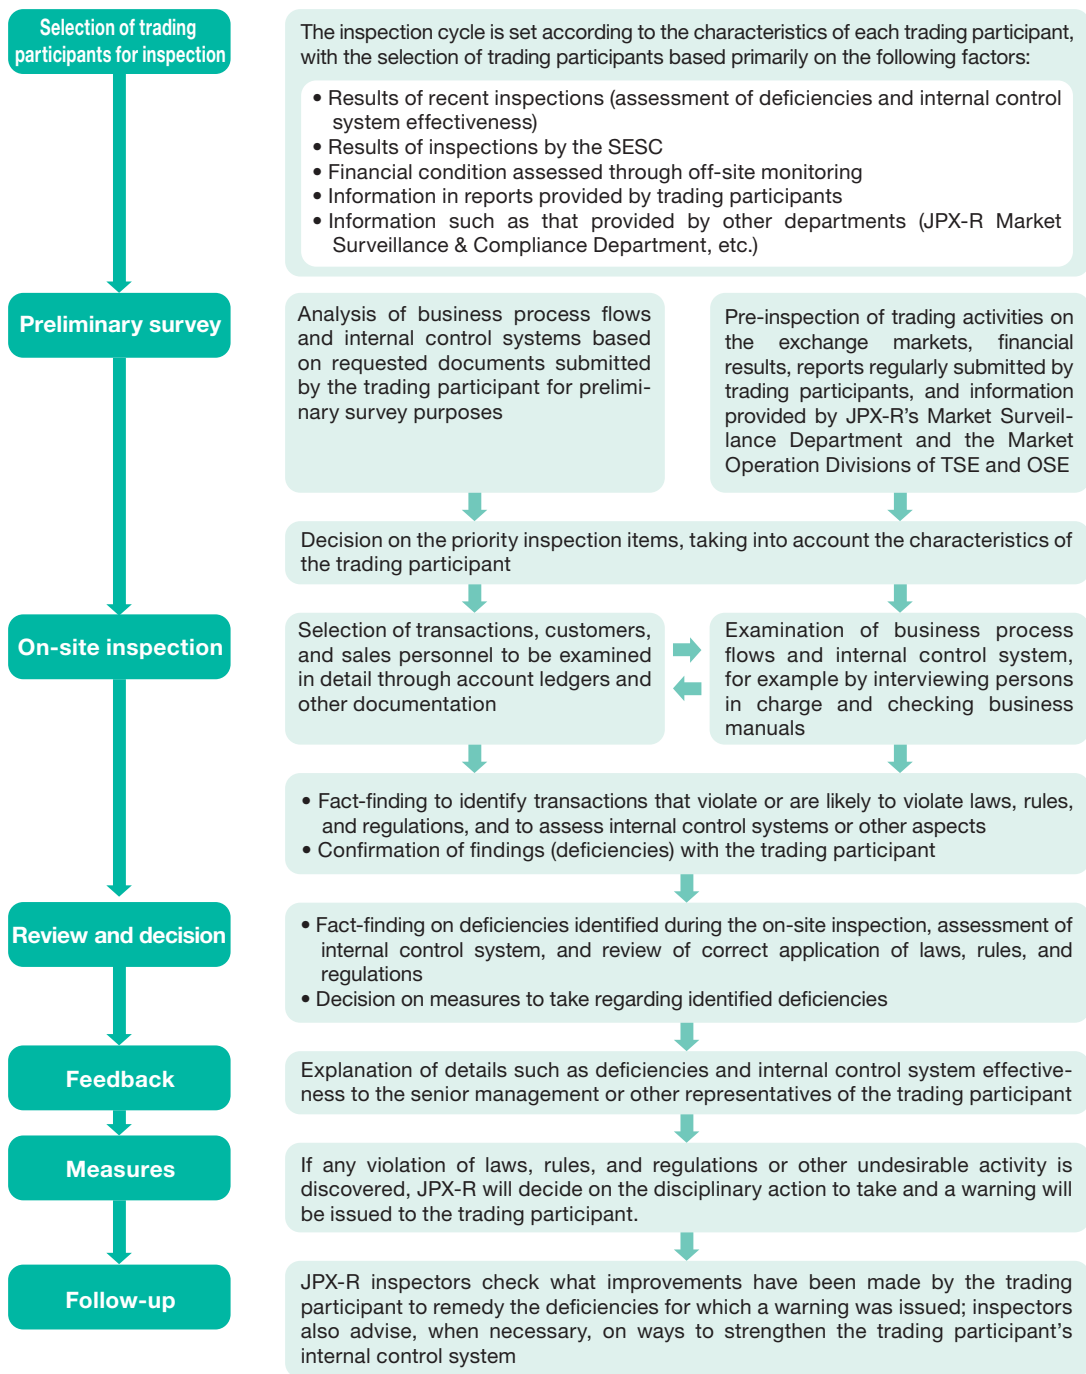 Selection of trading
participants for inspection
The inspection cycle is set according to the characteristics of each trading participant,
with the selection of trading participants based primarily on the following factors:
• Results of recent inspections (assessment of deficiencies and internal control
system effectiveness)
• Results of inspections by the SESC
• Financial condition assessed through off-site monitoring
• Information in reports provided by trading participants
• Information such as that provided by other departments (JPX-R Market
Surveillance & Compliance Department, etc.)
Preliminary survey
Analysis of business process flows
and internal control systems based
on requested documents submitted
by the trading participant for prelimi-
nary survey purposes
Pre-inspection of trading activities on
the exchange markets, financial
results, reports regularly submitted by
trading participants, and information
provided by JPX-R's Market Surveil-
lance Department and the Market
Operation Divisions of TSE and OSE
Decision on the priority inspection items, taking into account the characteristics of
the trading participant
On-site inspection
Selection of transactions, customers,
and sales personnel to be examined
in detail through account ledgers and
other documentation
Examination of business process
flows and internal control system,
for example by interviewing persons
in charge and checking business
manuals
• Fact-finding to identify transactions that violate or are likely to violate laws, rules,
and regulations, and to assess internal control systems or other aspects
• Confirmation of findings (deficiencies) with the trading participant
Review and decision
• Fact-finding on deficiencies identified during the on-site inspection, assessment of
internal control system, and review of correct application of laws, rules, and
regulations
• Decision on measures to take regarding identified deficiencies
Feedback
Explanation of details such as deficiencies and internal control system effective-
ness to the senior management or other representatives of the trading participant
Measures
If any violation of laws, rules, and regulations or other undesirable activity is
discovered, JPX-R will decide on the disciplinary action to take and a warning will
be issued to the trading participant.
Follow-up
JPX-R inspectors check what improvements have been made by the trading
participant to remedy the deficiencies for which a warning was issued; inspectors
also advise, when necessary, on ways to strengthen the trading participant's
internal control system